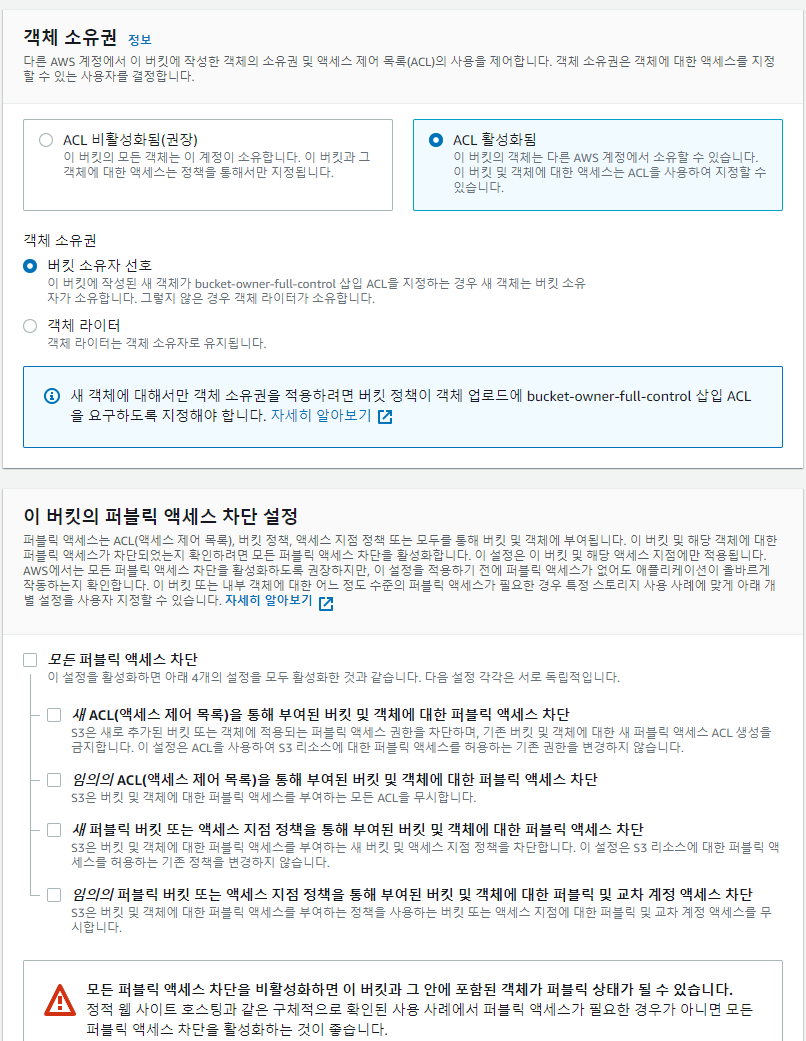 객체 소유권 정보
다른 AWS 계정에서 이 버킷에 작성한 객체의 소유권 및 액세스 제어 목록(ACL)의 사용을 제어합니다. 객체 소유권은 객체에 대한 액세스를 지정
할 수 있는 사용자를 결정합니다.
ACL 비활성화됨(권장)
이 버킷의 모든 객체는 이 계정이 소유합니다. 이 버킷과 그
객체에 대한 액세스는 정책을 통해서만 지정됩니다.
ACL 활성화됨
이 버킷의 객체는 다른 AWS 계정에서 소유할 수 있습니다.
이 버킷 및 객체에 대한 액세스는 ACL을 사용하여 지정할 수
있습니다.
객체 소유권
버킷 소유자 선호
이 버킷에 작성된 새 객체가 bucket-owner-full-control 삽입 ACL을 지정하는 경우 새 객체는 버킷 소유
자가 소유합니다. 그렇지 않은 경우 객체 라이터가 소유합니다.
객체 라이터
객체 라이터는 객체 소유자로 유지됩니다.
새 객체에 대해서만 객체 소유권을 적용하려면 버킷 정책이 객체 업로드에 bucket-owner-full-control 삽입 ACL
을 요구하도록 지정해야 합니다. 자세히 알아보기
이 버킷의 퍼블릭 액세스 차단 설정
퍼블릭 액세스는 ACL(액세스 제어 목록), 버킷 정책, 액세스 지점 정책 또는 모두를 통해 버킷 및 객체에 부여됩니다. 이 버킷 및 해당 객체에 대한
퍼블릭 액세스가 차단되었는지 확인하려면 모든 퍼블릭 액세스 차단을 활성화합니다. 이 설정은 이 버킷 및 해당 액세스 지점에만 적용됩니다.
AWS에서는 모든 퍼블릭 액세스 차단을 활성화하도록 권장하지만, 이 설정을 적용하기 전에 퍼블릭 액세스가 없어도 애플리케이션이 올바르게
작동하는지 확인합니다. 이 버킷 또는 내부 객체에 대한 어느 정도 수준의 퍼블릭 액세스가 필요한 경우 특정 스토리지 사용 사례에 맞게 아래 개
별 설정을 사용자 지정할 수 있습니다. 자세히 알아보기
모든 퍼블릭 액세스 차단
이 설정을 활성화하면 아래 4개의 설정을 모두 활성화한 것과 같습니다. 다음 설정 각각은 서로 독립적입니다.
새 ACL(액세스 제어 목록)을 통해 부여된 버킷 및 객체에 대한 퍼블릭 액세스 차단
S3은 새로 추가된 버킷 또는 객체에 적용되는 퍼블릭 액세스 권한을 차단하며, 기존 버킷 및 객체에 대한 새 퍼블릭 액세스 ACL 생성을
금지합니다. 이 설정은 ACL을 사용하여 S3 리소스에 대한 퍼블릭 액세스를 허용하는 기존 권한을 변경하지 않습니다.
임의의 ACL(액세스 제어 목록)을 통해 부여된 버킷 및 객체에 대한 퍼블릭 액세스 차단
S3은 버킷 및 객체에 대한 퍼블릭 액세스를 부여하는 모든 ACL을 무시합니다.
새 퍼블릭 버킷 또는 액세스 지점 정책을 통해 부여된 버킷 및 객체에 대한 퍼블릭 액세스 차단
S3은 버킷 및 객체에 대한 퍼블릭 액세스를 부여하는 새 버킷 및 액세스 지점 정책을 차단합니다. 이 설정은 S3 리소스에 대한 퍼블릭 액
세스를 허용하는 기존 정책을 변경하지 않습니다.
임의의 퍼블릭 버킷 또는 액세스 지점 정책을 통해 부여된 버킷 및 객체에 대한 퍼블릭 및 교차 계정 액세스 차단
S3은 버킷 및 객체에 대한 퍼블릭 액세스를 부여하는 정책을 사용하는 버킷 또는 액세스 지점에 대한 퍼블릭 및 교차 계정 액세스를 무
시합니다.
모든 퍼블릭 액세스 차단을 비활성화하면 이 버킷과 그 안에 포함된 객체가 퍼블릭 상태가 될 수 있습니다.
정적 웹 사이트 호스팅과 같은 구체적으로 확인된 사용 사례에서 퍼블릭 액세스가 필요한 경우가 아니면 모든
퍼블릭 액세스 차단을 활성화하는 것이 좋습니다.